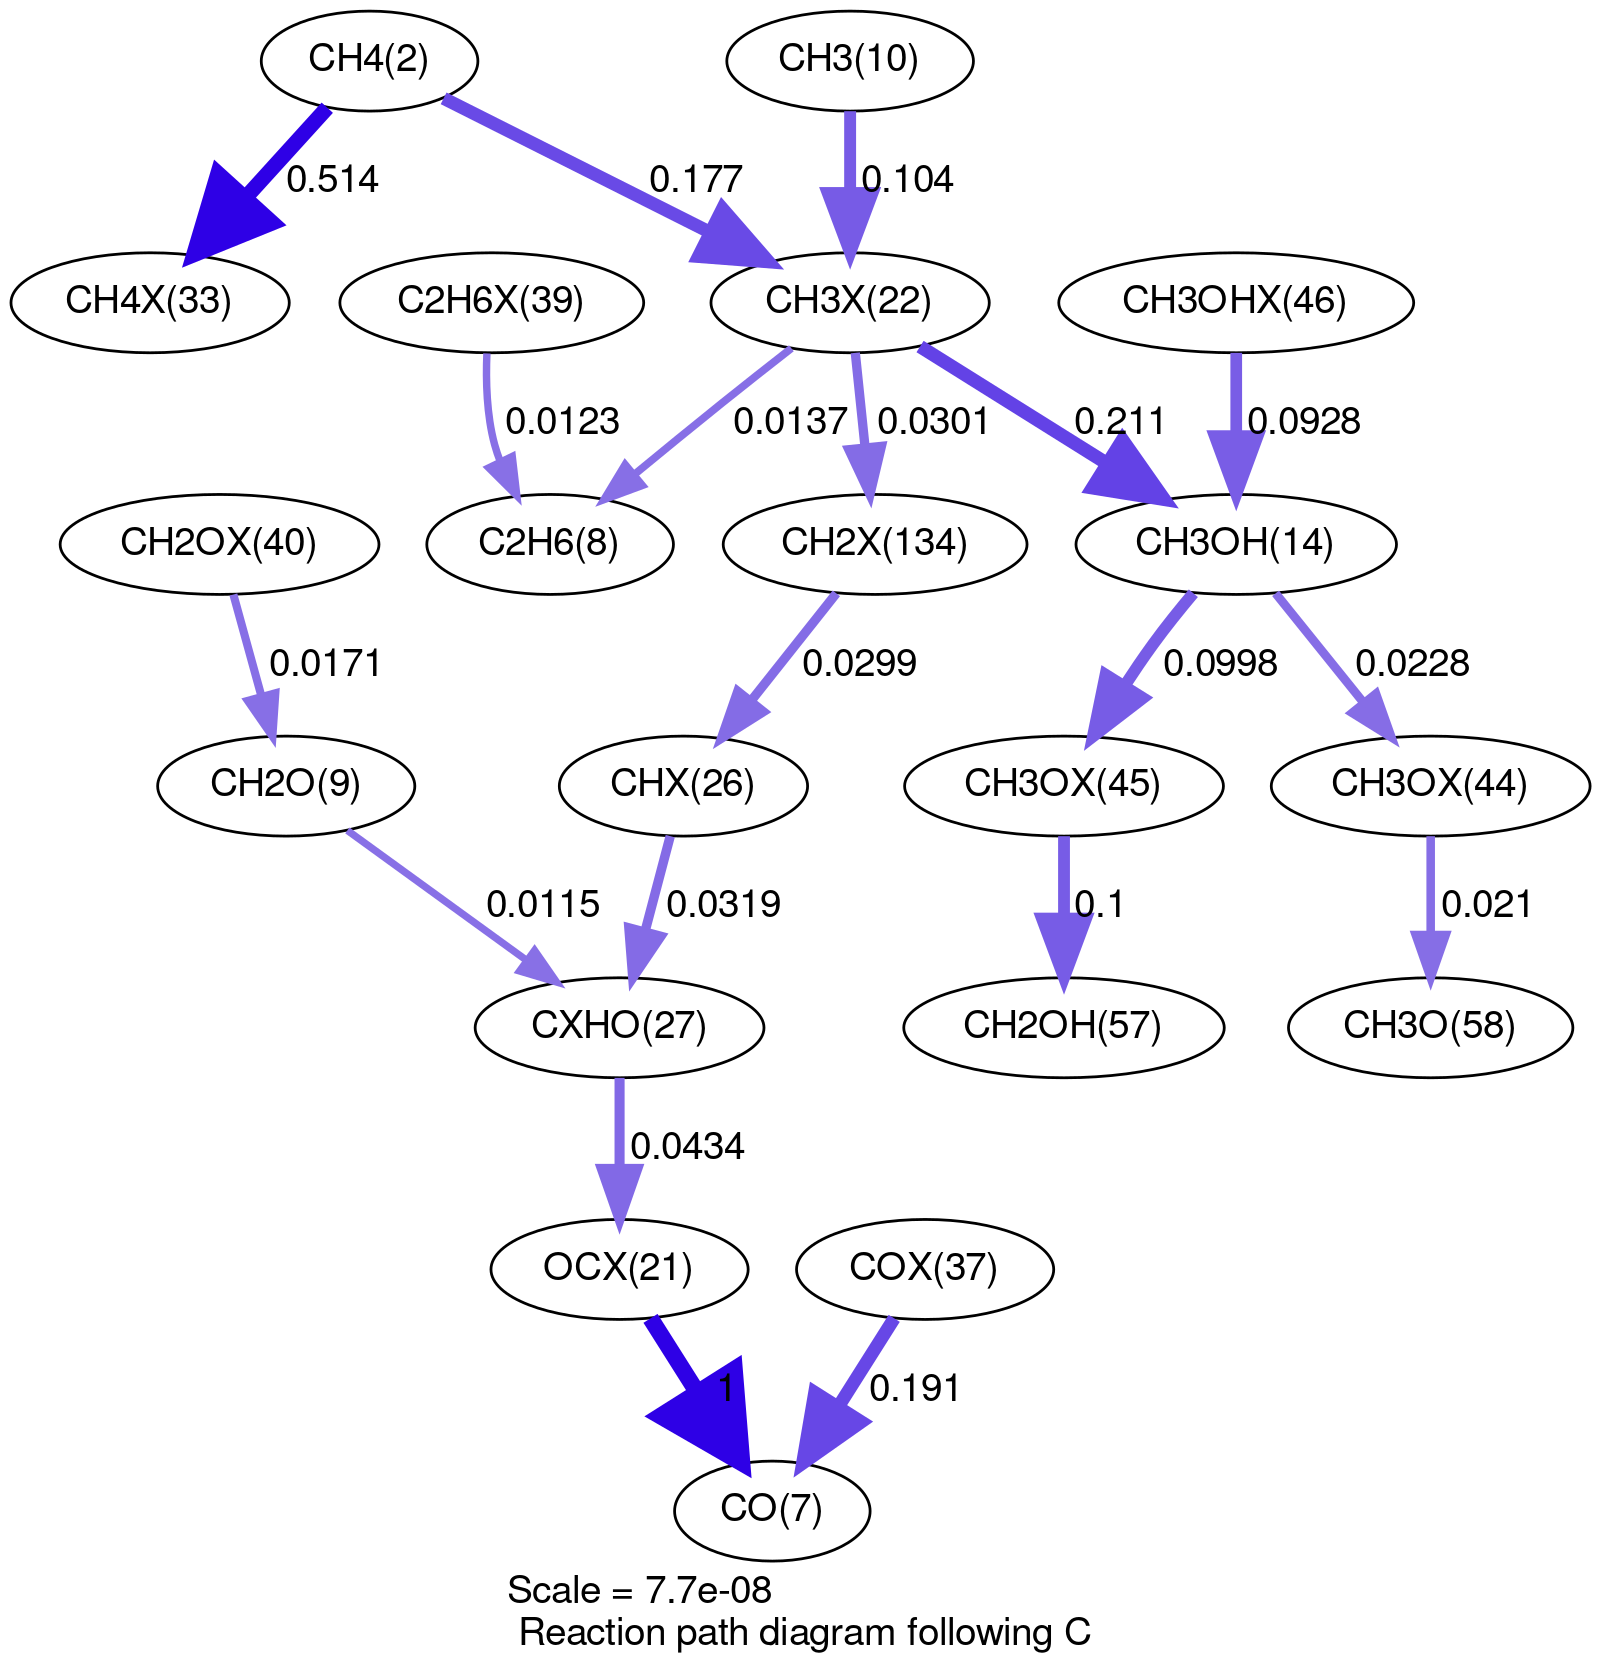 CH4(2)
CH3(10)
0.514
0.177
0.104
CH4X(33)
C2H6X(39)
CH3X(22)
CH3OHX(46)
0.0123
0.0137
0.0301
0.211
0.0928
CH2OX(40)
C2H6(8)
CH2X(134)
CH3OH(14)
0.0171
0.0299
0.0998
0.0228
CH2O(9)
CHX(26)
CH3OX(45)
CH3OX(44)
0.0115
0.0319
0.1
0.021
CXHO(27)
CH2OH(57)
CH3O(58)
0.0434
OCX(21)
COX(37)
1
0.191
CO(7)
Scale = 7.7e-08
Reaction path diagram following C